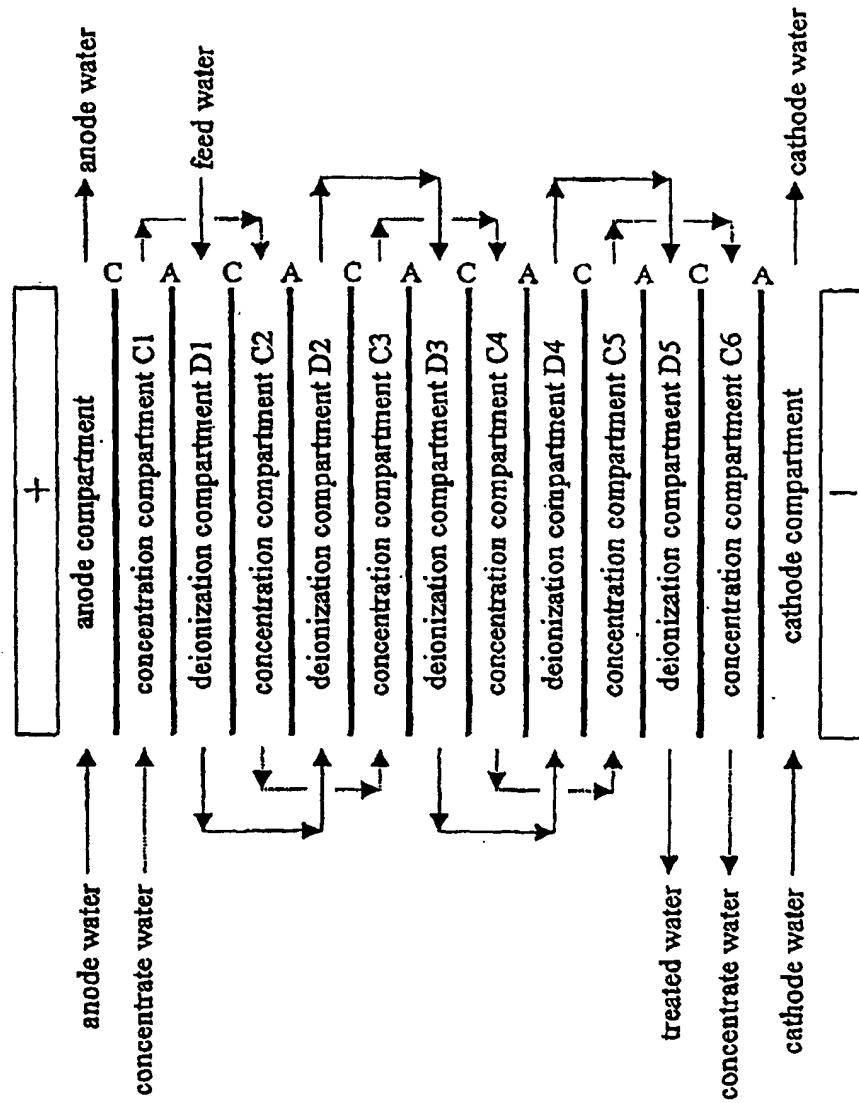 +
anode water
anode compartment
anode water
C
concentrate water
concentration compartment C1
A
deionization compartment D1
feed water
C
concentration compartment C2
A
deionization compartment D2
C
concentration compartment C3
A
deionization compartment D3
C
concentration compartment C4
A
deionization compartment D4
C
concentration compartment C5
A
treated water
deionization compartment D5
C
concentrate water
concentration compartment C6
A
cathode water
cathode compartment
cathode water
−